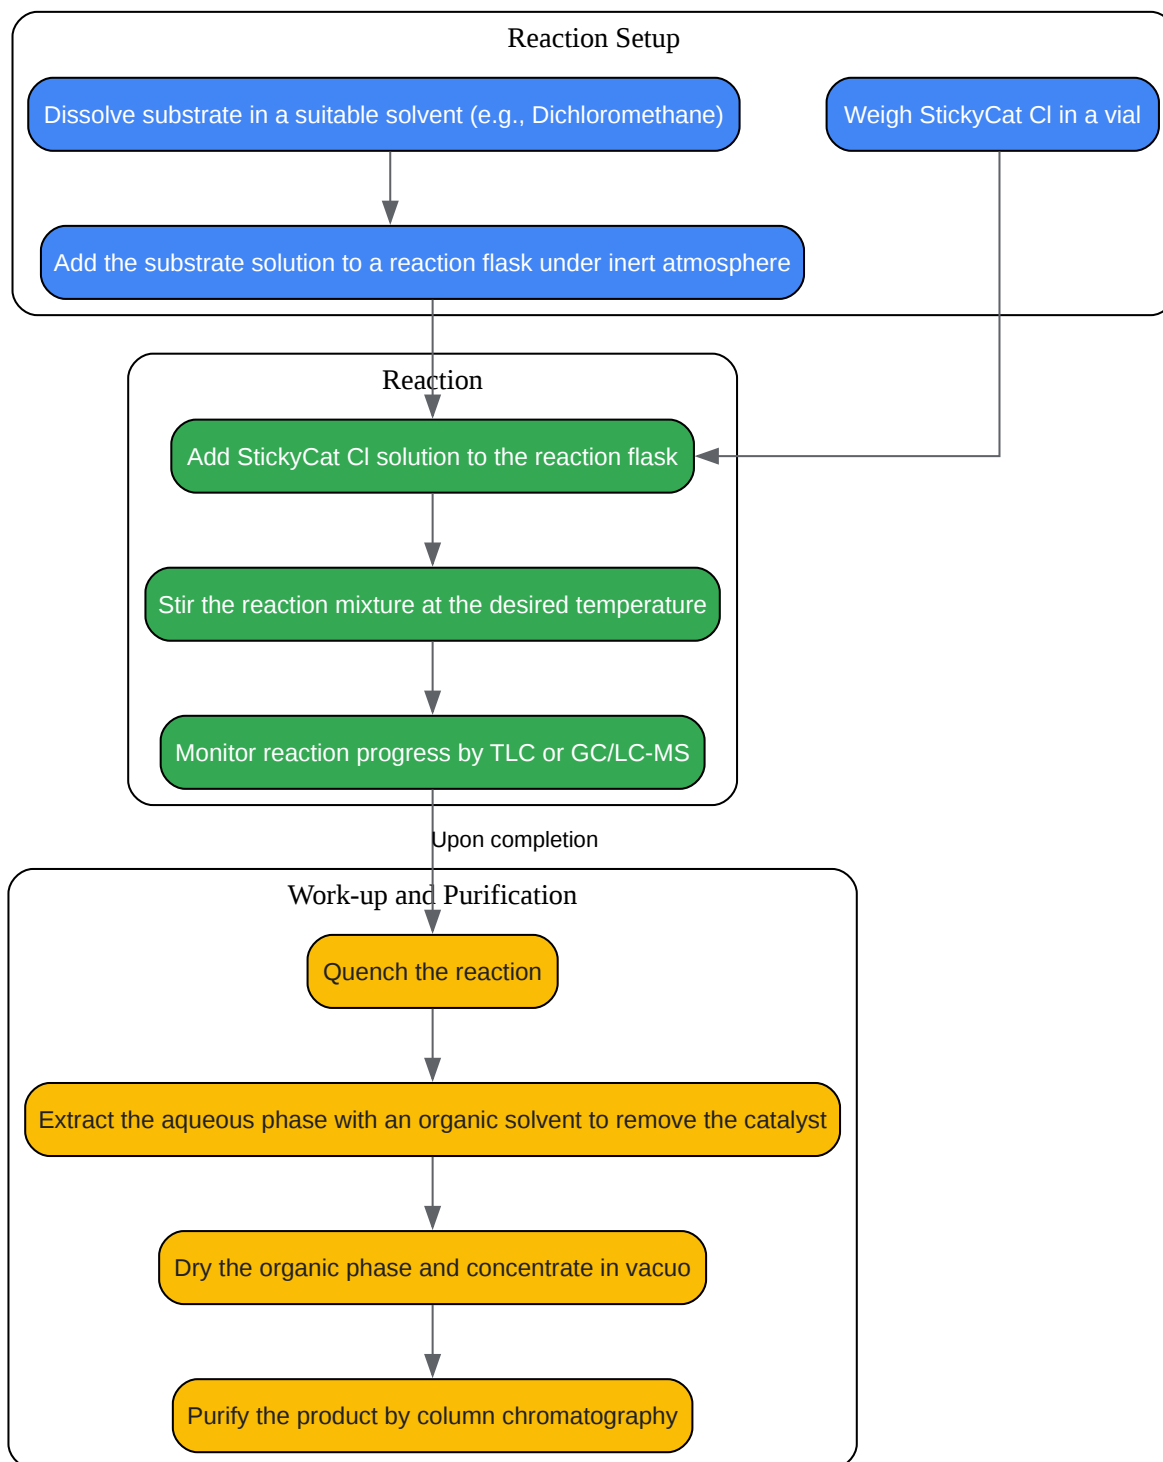 Reaction Setup
Dissolve substrate in a suitable solvent (e.g., Dichloromethane)
Weigh StickyCat Cl in a vial
Add the substrate solution to a reaction flask under inert atmosphere
Reaction
Add StickyCat Cl solution to the reaction flask
Stir the reaction mixture at the desired temperature
Monitor reaction progress by TLC or GC/LC-MS
Upon completion
Work-up and Purification
Quench the reaction
Extract the aqueous phase with an organic solvent to remove the catalyst
Dry the organic phase and concentrate in vacuo
Purify the product by column chromatography